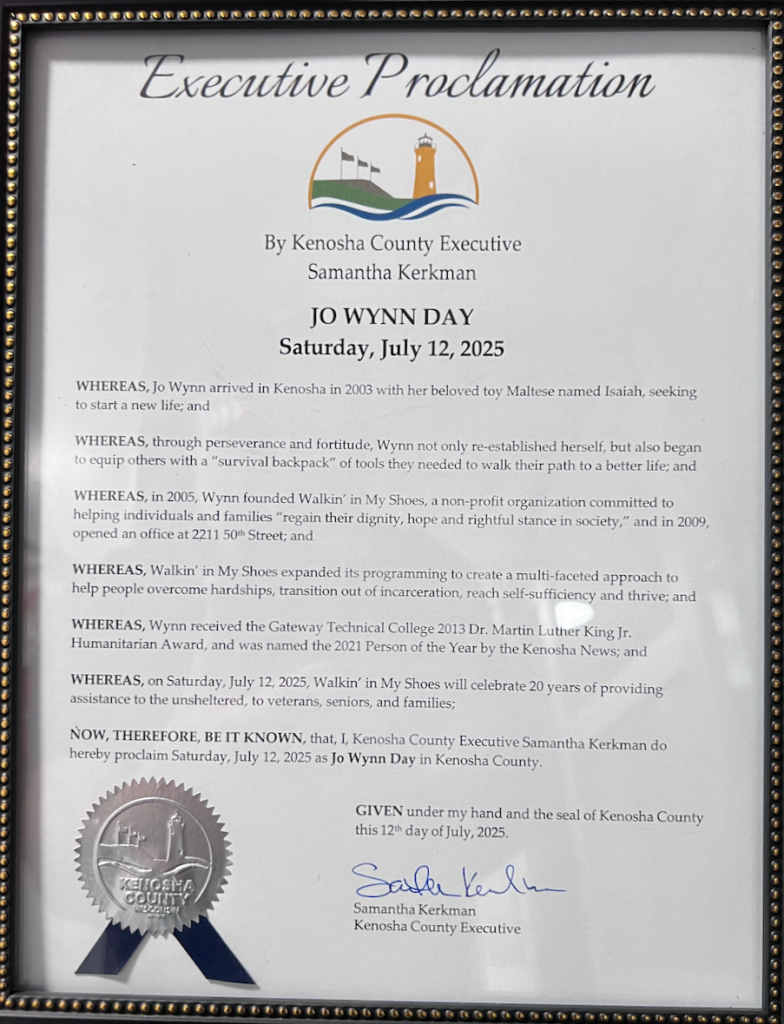 Executive Proclamation
By Kenosha County Executive
Samantha Kerkman
JO WYNN DAY
Saturday, July 12, 2025
WHEREAS, Jo Wynn arrived in Kenosha in 2003 with her beloved toy Maltese named Isaiah, seeking
to start a new life; and
WHEREAS, through perseverance and fortitude, Wynn not only re-established herself, but also began
to equip others with a “survival backpack” of tools they needed to walk their path to a better life; and
WHEREAS, in 2005, Wynn founded Walkin’ in My Shoes, a non-profit organization committed to
helping individuals and families “regain their dignity, hope and rightful stance in society,” and in 2009,
opened an office at 2211 50th Street; and
WHEREAS, Walkin’ in My Shoes expanded its programming to create a multi-faceted approach to
help people overcome hardships, transition out of incarceration, reach self-sufficiency and thrive; and
WHEREAS, Wynn received the Gateway Technical College 2013 Dr. Martin Luther King Jr.
Humanitarian Award, and was named the 2021 Person of the Year by the Kenosha News; and
WHEREAS, on Saturday, July 12, 2025, Walkin’ in My Shoes will celebrate 20 years of providing
assistance to the unsheltered, to veterans, seniors, and families;
NOW, THEREFORE, BE IT KNOWN, that, I, Kenosha County Executive Samantha Kerkman do
hereby proclaim Saturday, July 12, 2025 as Jo Wynn Day in Kenosha County.
GIVEN under my hand and the seal of Kenosha County
this 12th day of July, 2025.
Samantha Kerkman
Kenosha County Executive
KENOSHA
COUNTY
WISCONSIN